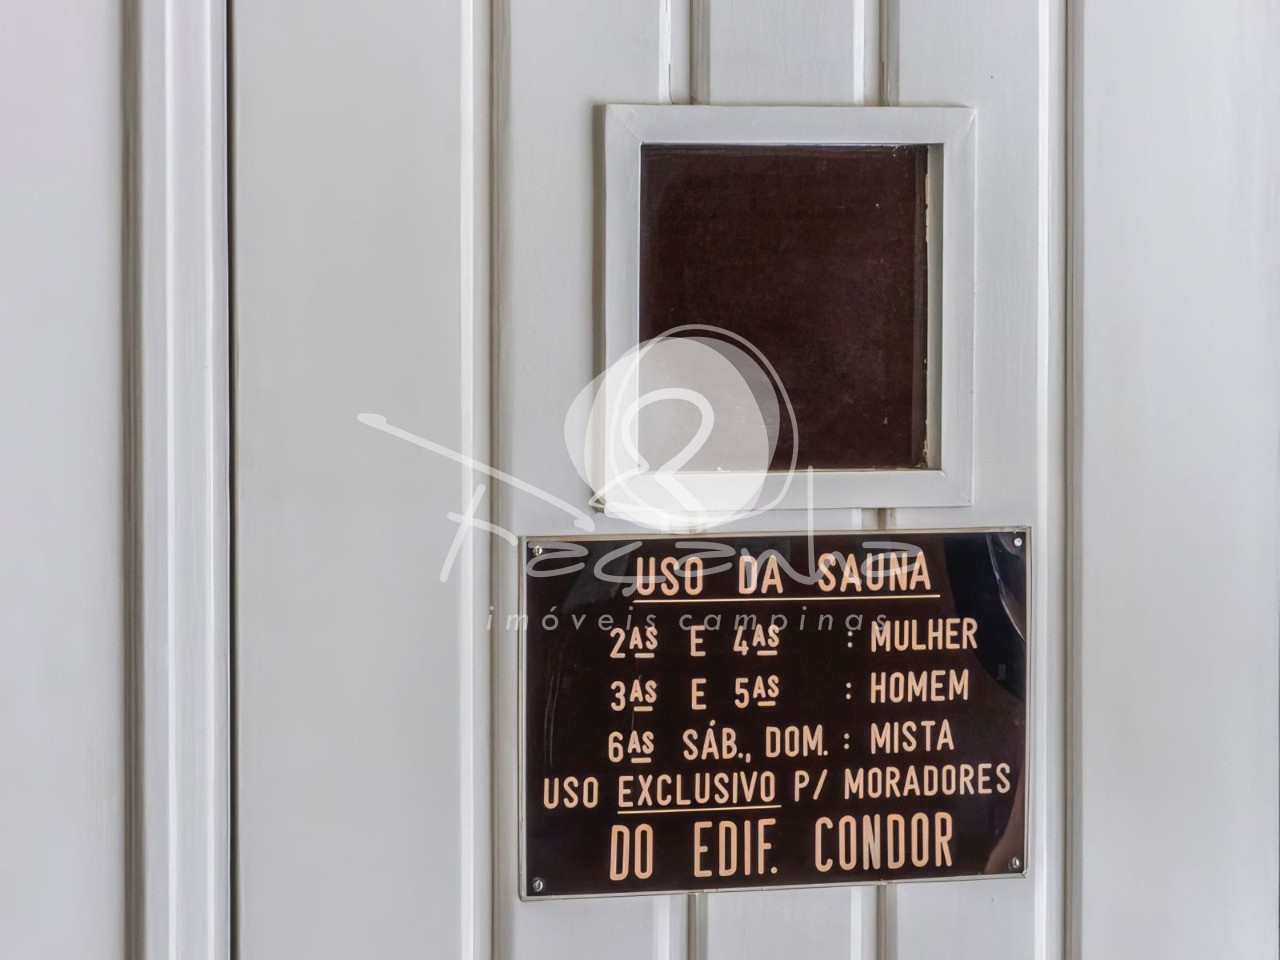 Façanha
imóveis campinas
USO DA SAUNA
2AS E 4AS : MULHER
3AS E 5AS : HOMEM
6AS SÁB., DOM. : MISTA
USO EXCLUSIVO P/ MORADORES
DO EDIF. CONDOR